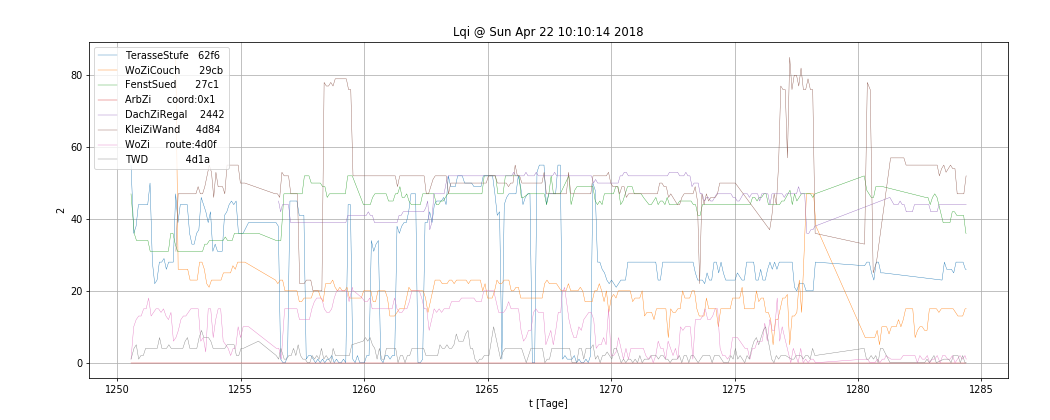 Lqi @ Sun Apr 22 10:10:14 2018
TerasseStufe 62f6
WoZiCouch 29cb
FenstSued 27c1
ArbZi coord:0x1
DachZiRegal 2442
KleiZiWand 4d84
WoZi route:4d0f
TWD 4d1a
80
60
40
20
0
2
1250 1255 1260 1265 1270 1275 1280 1285
t [Tage]